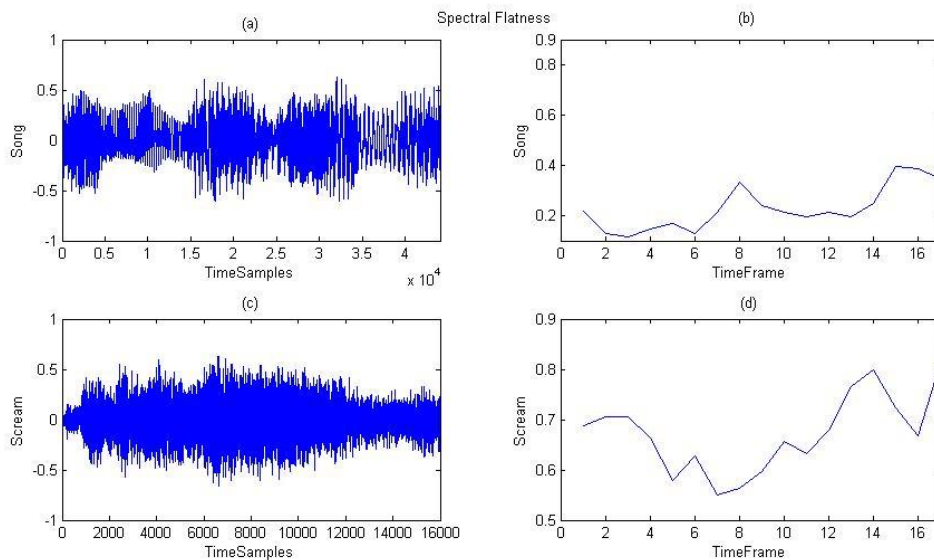 Spectral Flatness
(a)
1
0.5
0
-0.5
-1
Song
0 0.5 1 1.5 2 2.5 3 3.5 4
TimeSamples
x 10^4
(b)
0.9
0.8
0.6
0.4
0.2
Song
0 2 4 6 8 10 12 14 16
TimeFrame
(c)
1
0.5
0
-0.5
-1
Scream
0 2000 4000 6000 8000 10000 12000 14000 16000
TimeSamples
(d)
0.9
0.8
0.7
0.6
0.5
Scream
0 2 4 6 8 10 12 14 16
TimeFrame